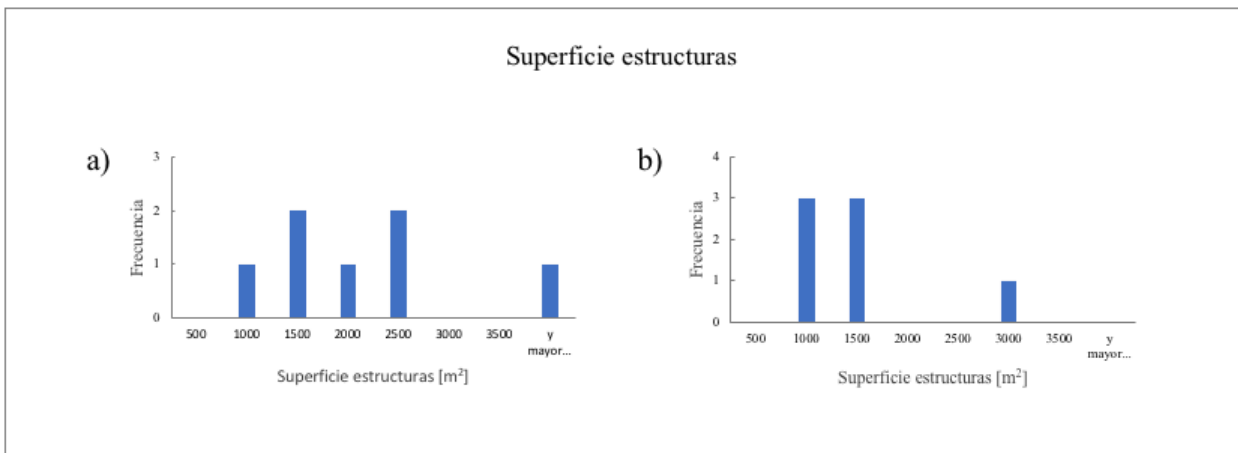 Superficie estructuras
a)
3
2
1
0
Frecuencia
500 1000 1500 2000 2500 3000 3500 y mayor...
Superficie estructuras [m²]
b)
4
3
2
1
0
Frecuencia
500 1000 1500 2000 2500 3000 3500 y mayor...
Superficie estructuras [m²]